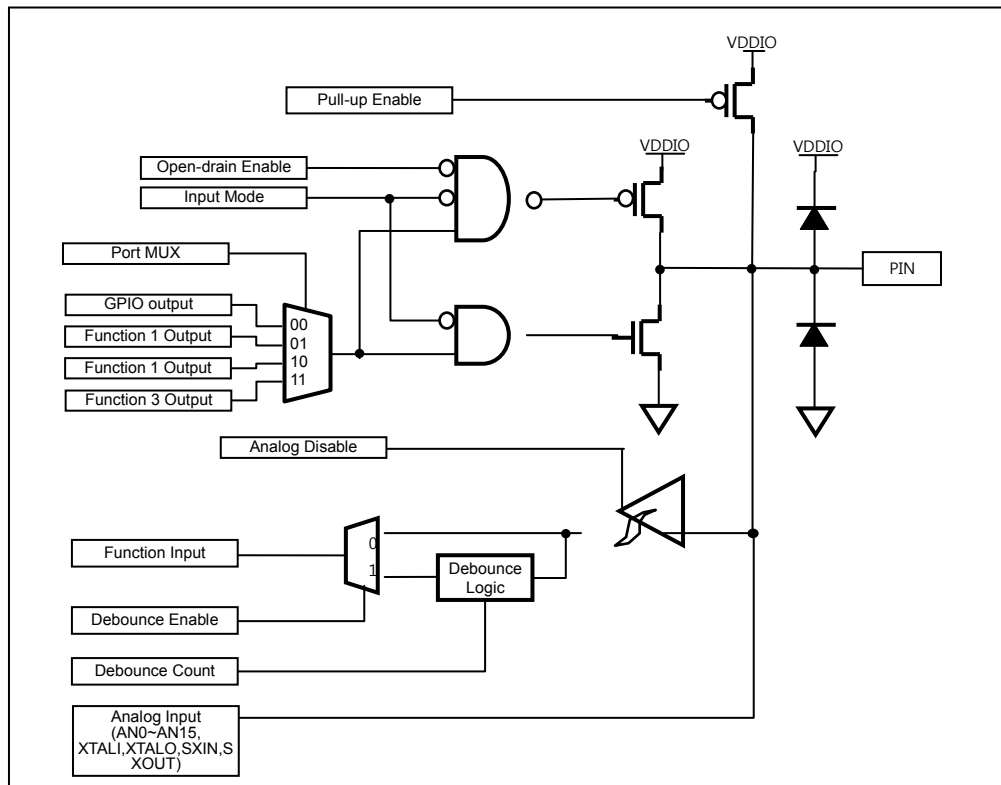 VDDIO
Pull-up Enable
VDDIO
VDDIO
Open-drain Enable
Input Mode
Port MUX
PIN
GPIO output
00
Function 1 Output
01
Function 1 Output
10
Function 3 Output
11
Analog Disable
Function Input
0
1
Debounce
Logic
Debounce Enable
Debounce Count
Analog Input
(AN0~AN15,
XTALI,XTALO,SXIN,S
XOUT)